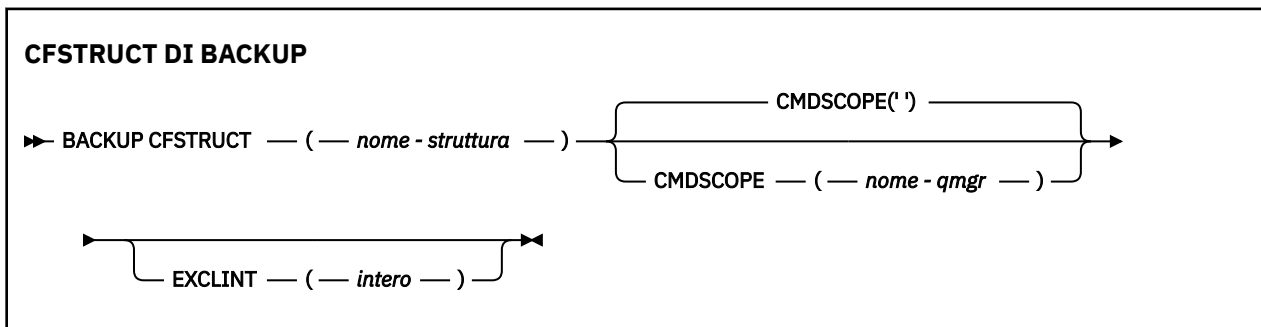 CFSTRUCT DI BACKUP
CMDSCOPE(' ')
BACKUP CFSTRUCT ( nome - struttura )
CMDSCOPE ( nome - qmgr )
EXCLINT ( intero )